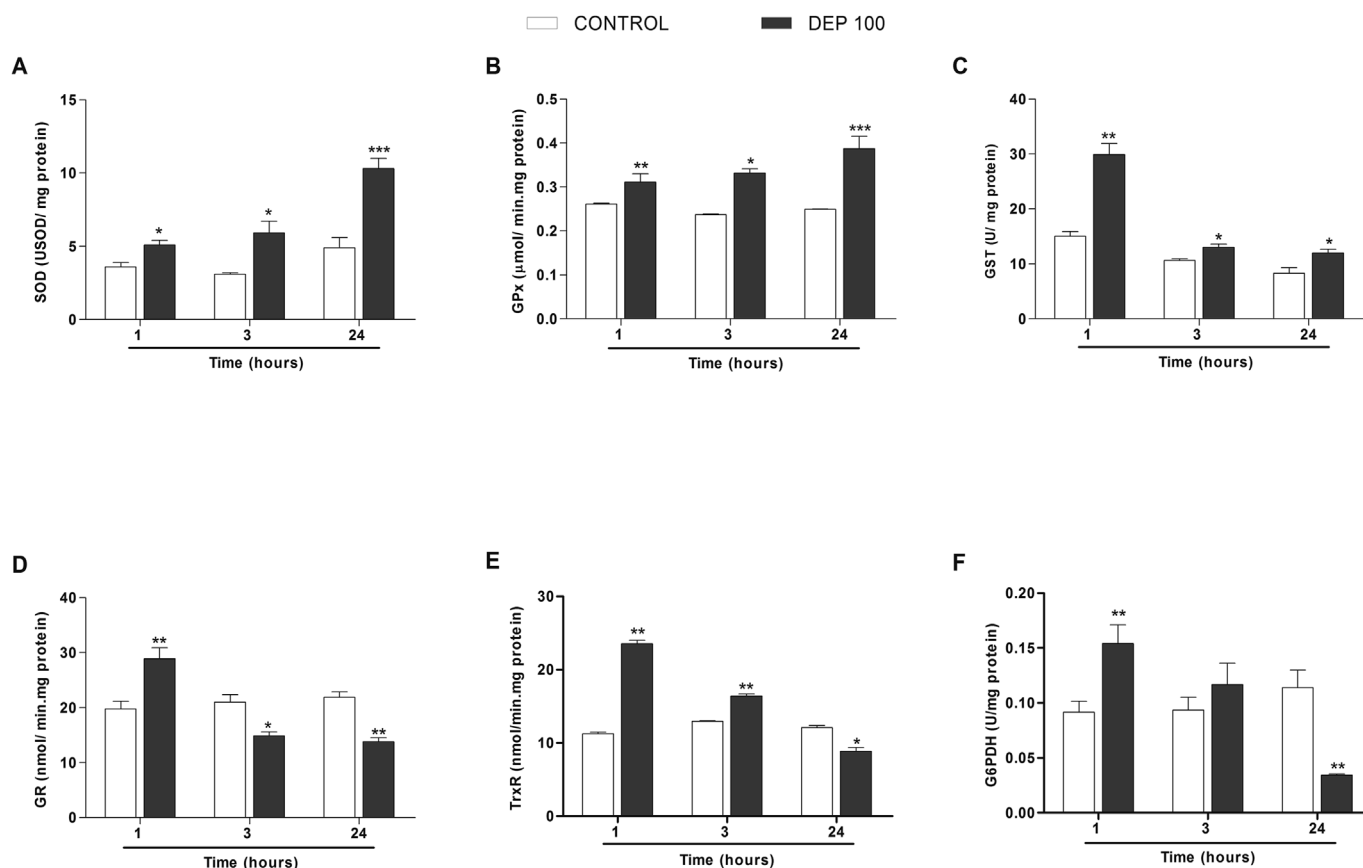 CONTROL DEP 100
A
SOD (USOD/ mg protein)
15
10
5
0
* * ***
1 3 24
Time (hours)
B
GPx (μmol/ min.mg protein)
0.5
0.4
0.3
0.2
0.1
0.0
** * ***
1 3 24
Time (hours)
C
GST (U/ mg protein)
40
30
20
10
0
** * *
1 3 24
Time (hours)
D
GR (nmol/ min.mg protein)
40
30
20
10
0
** * **
1 3 24
Time (hours)
E
TrxR (nmol/min.mg protein)
30
20
10
0
** ** *
1 3 24
Time (hours)
F
G6PDH (U/mg protein)
0.20
0.15
0.10
0.05
0.00
** **
1 3 24
Time (hours)